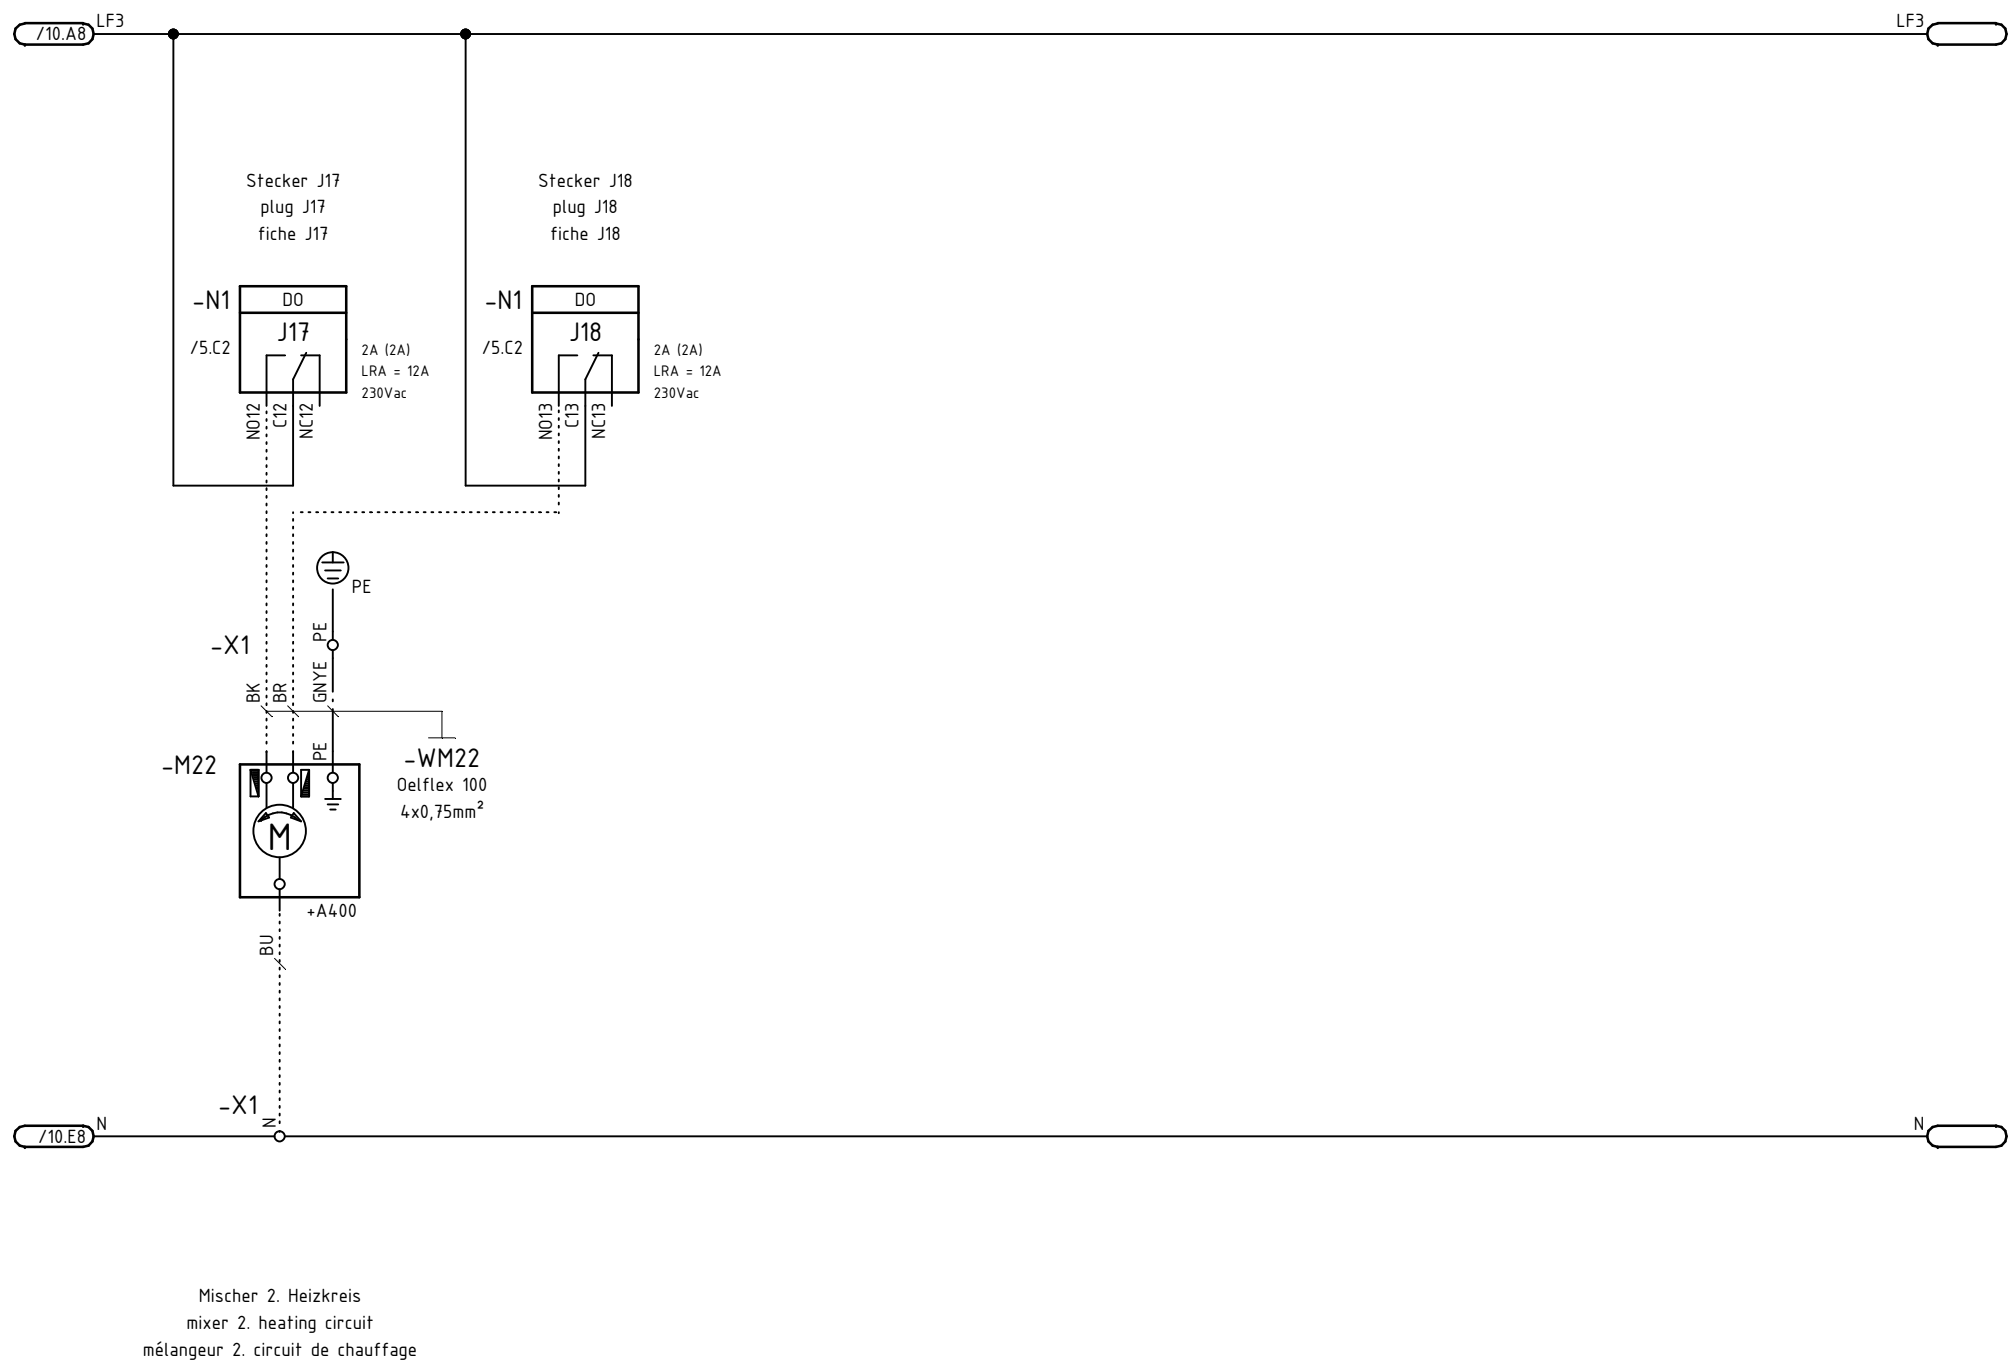 LF3
/10.A8
LF3
Stecker J17
plug J17
fiche J17
Stecker J18
plug J18
fiche J18
-N1
DO
J17
/5.C2
2A (2A)
LRA = 12A
230Vac
NO12
C12
NC12
-N1
DO
J18
/5.C2
2A (2A)
LRA = 12A
230Vac
NO13
C13
NC13
PE
-X1
PE
BK
BR
GNYE
-M22
PE
-WM22
Oelflex 100
4x0,75mm²
M
+A400
BU
-X1
N
N
/10.E8
N
Mischer 2. Heizkreis
mixer 2. heating circuit
mélangeur 2. circuit de chauffage